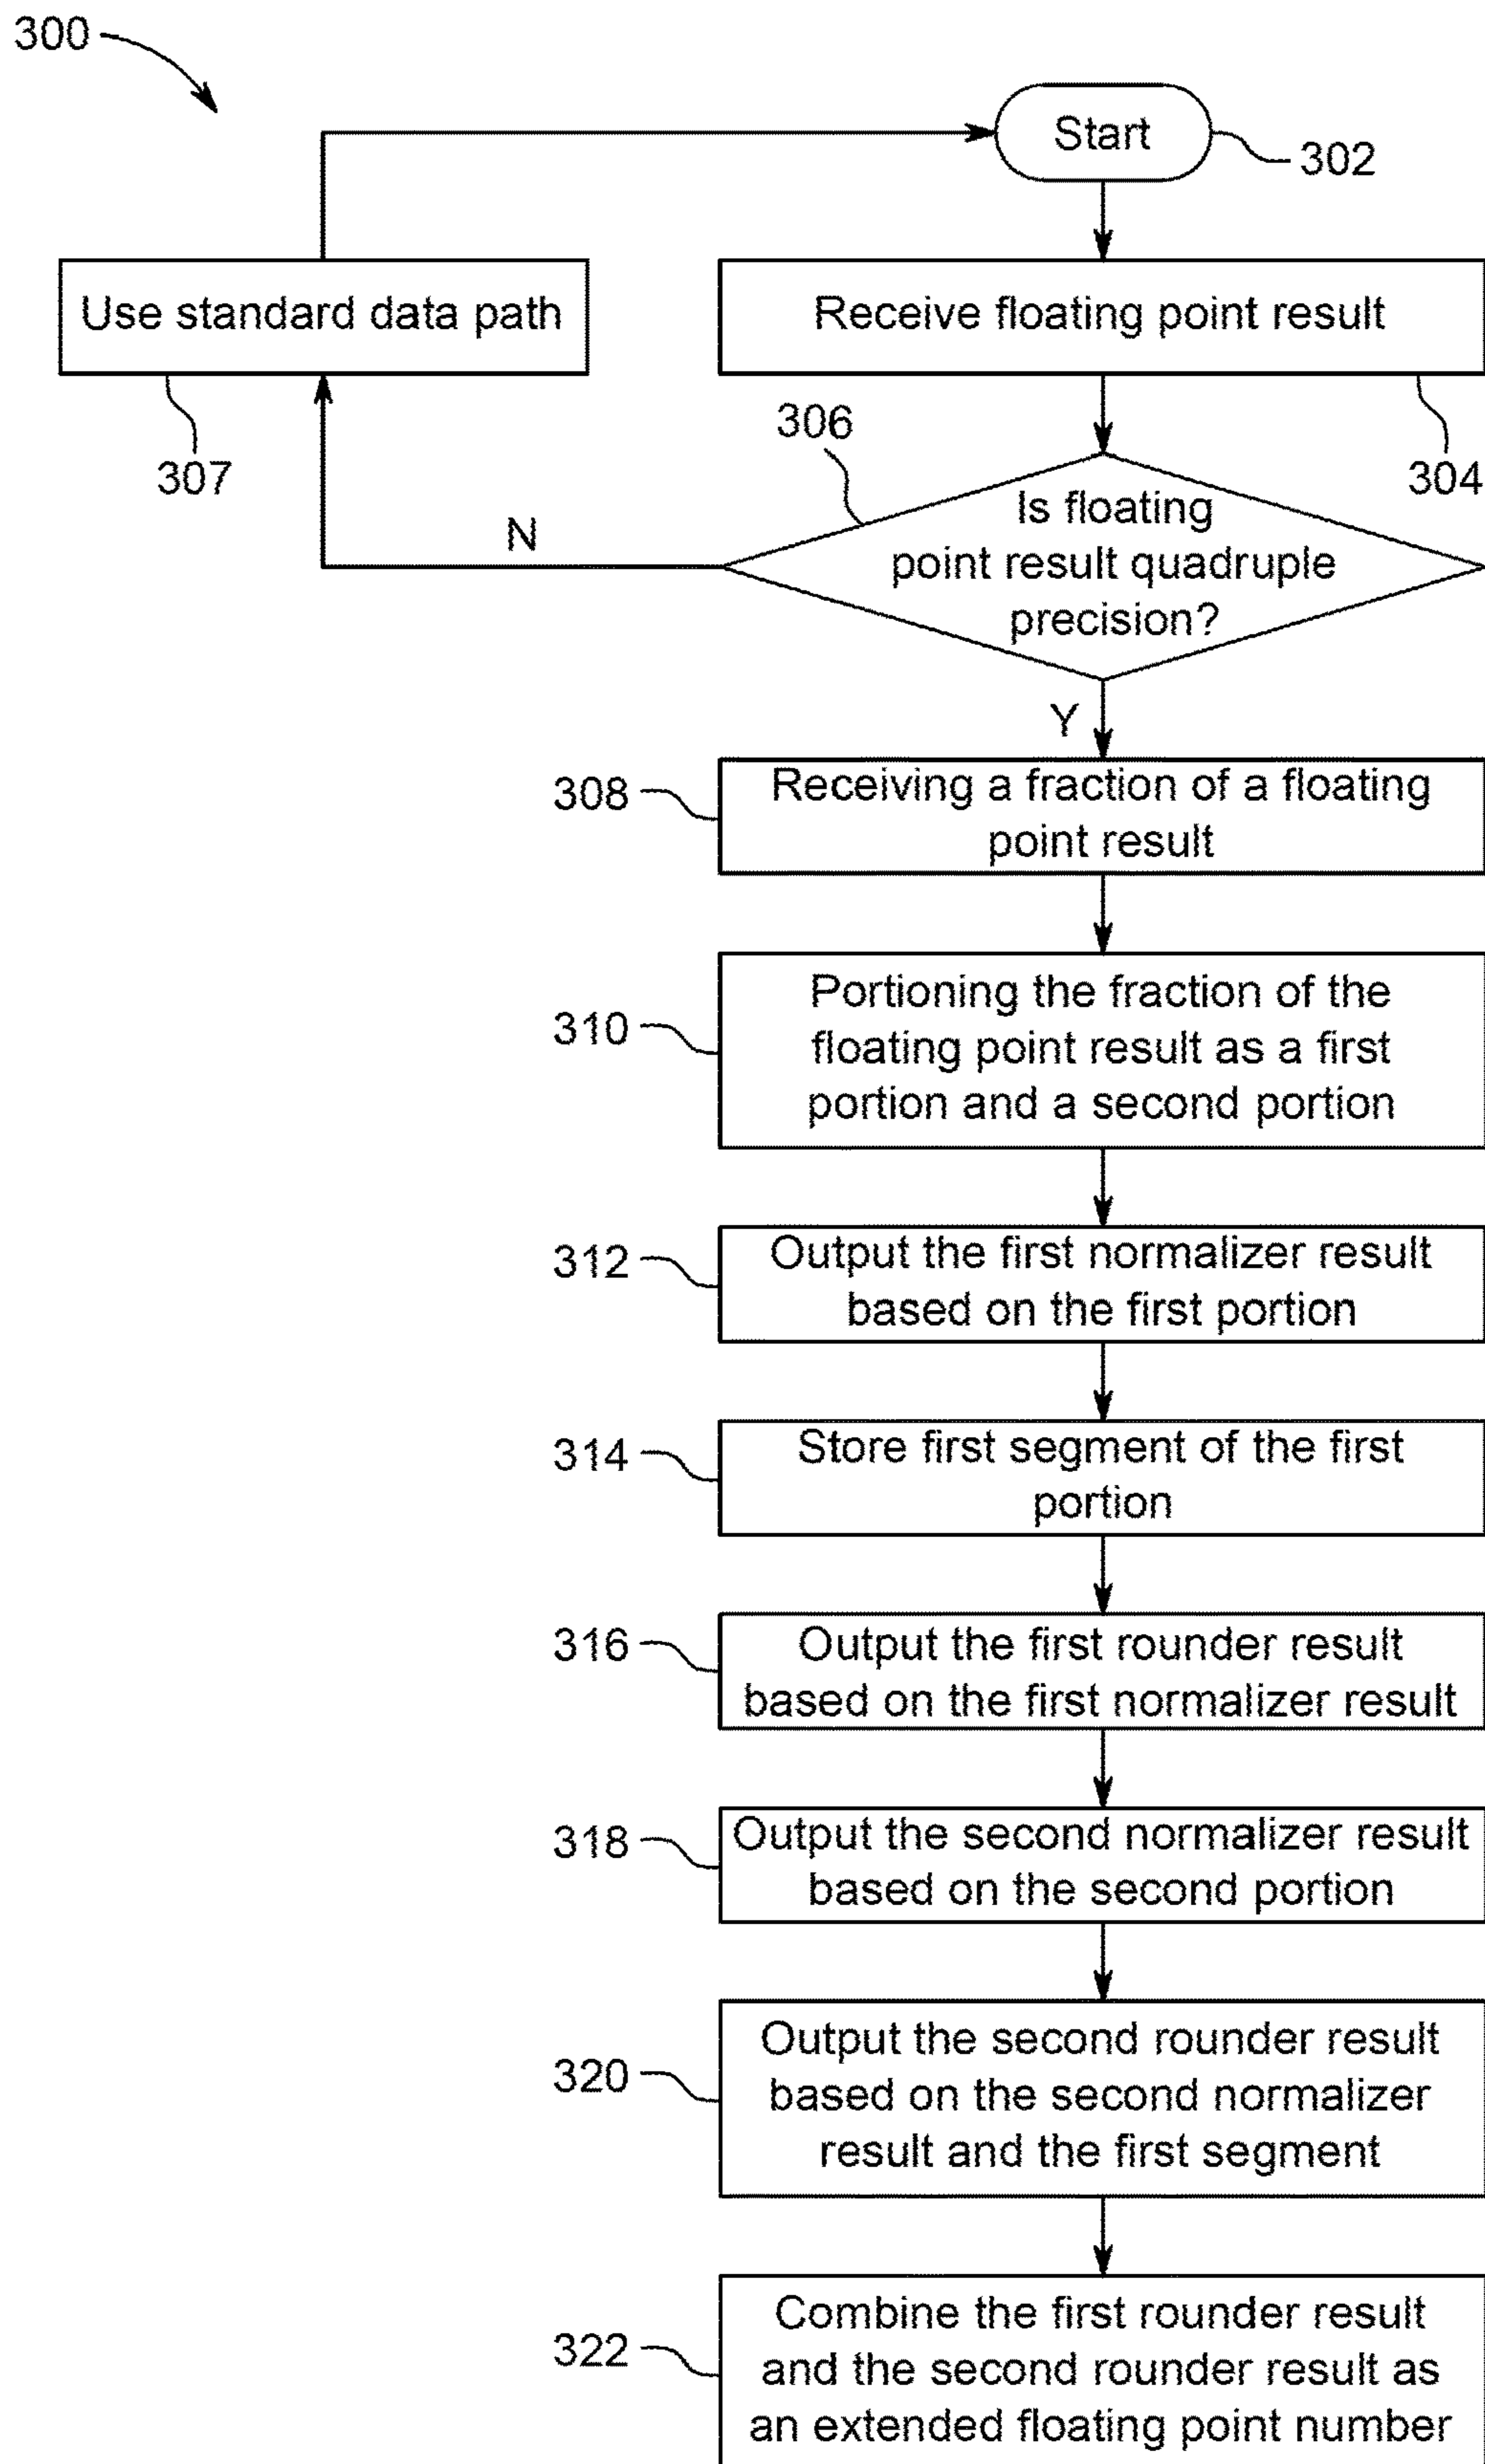 300
Start
302
Use standard data path
307
Receive floating point result
304
306
Is floating
point result quadruple
precision?
N
Y
308
Receiving a fraction of a floating
point result
310
Portioning the fraction of the
floating point result as a first
portion and a second portion
312
Output the first normalizer result
based on the first portion
314
Store first segment of the first
portion
316
Output the first rounder result
based on the first normalizer result
318
Output the second normalizer result
based on the second portion
320
Output the second rounder result
based on the second normalizer
result and the first segment
322
Combine the first rounder result
and the second rounder result as
an extended floating point number